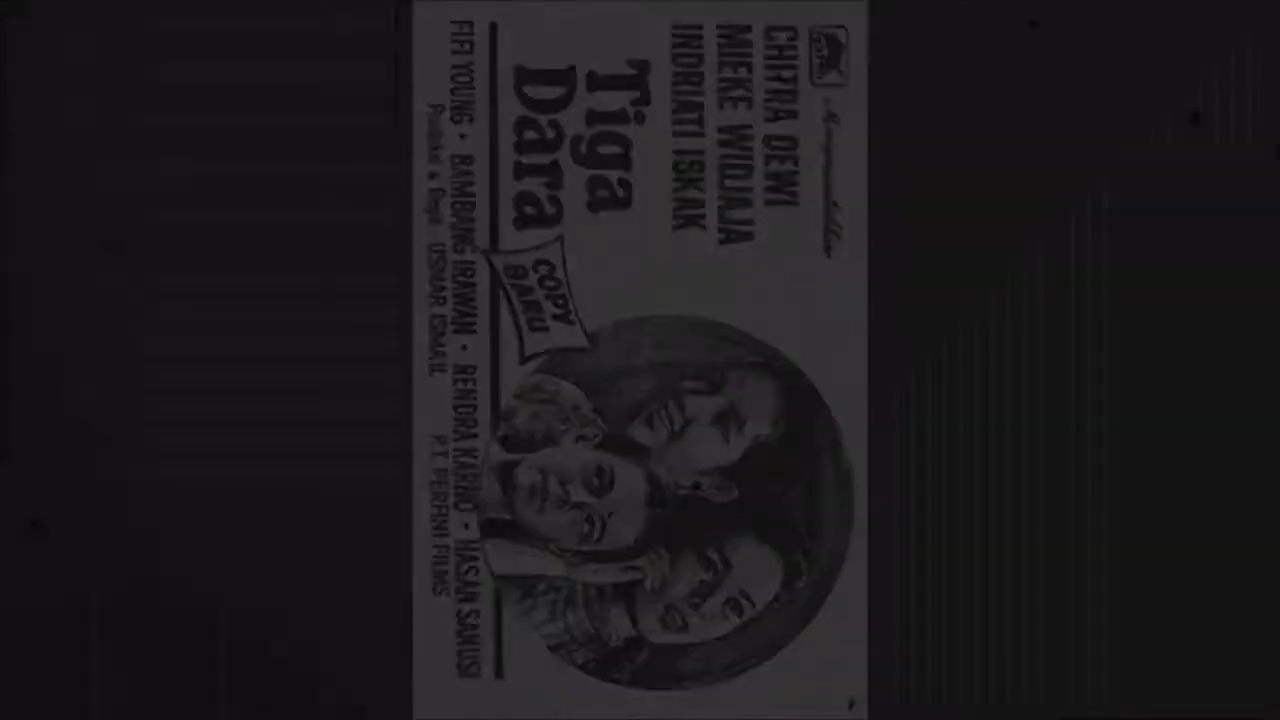 CHITRA DEWI
MIEKE WIDJAJA
INDRIATI ISKAK
Tiga
Dara
COPY
BARU
FIFI YOUNG • BAMBANG IRAWAN • RENDRA KARNO • HASAN SANUSI
USMAR ISMAIL P.T. PERFINI FILMS